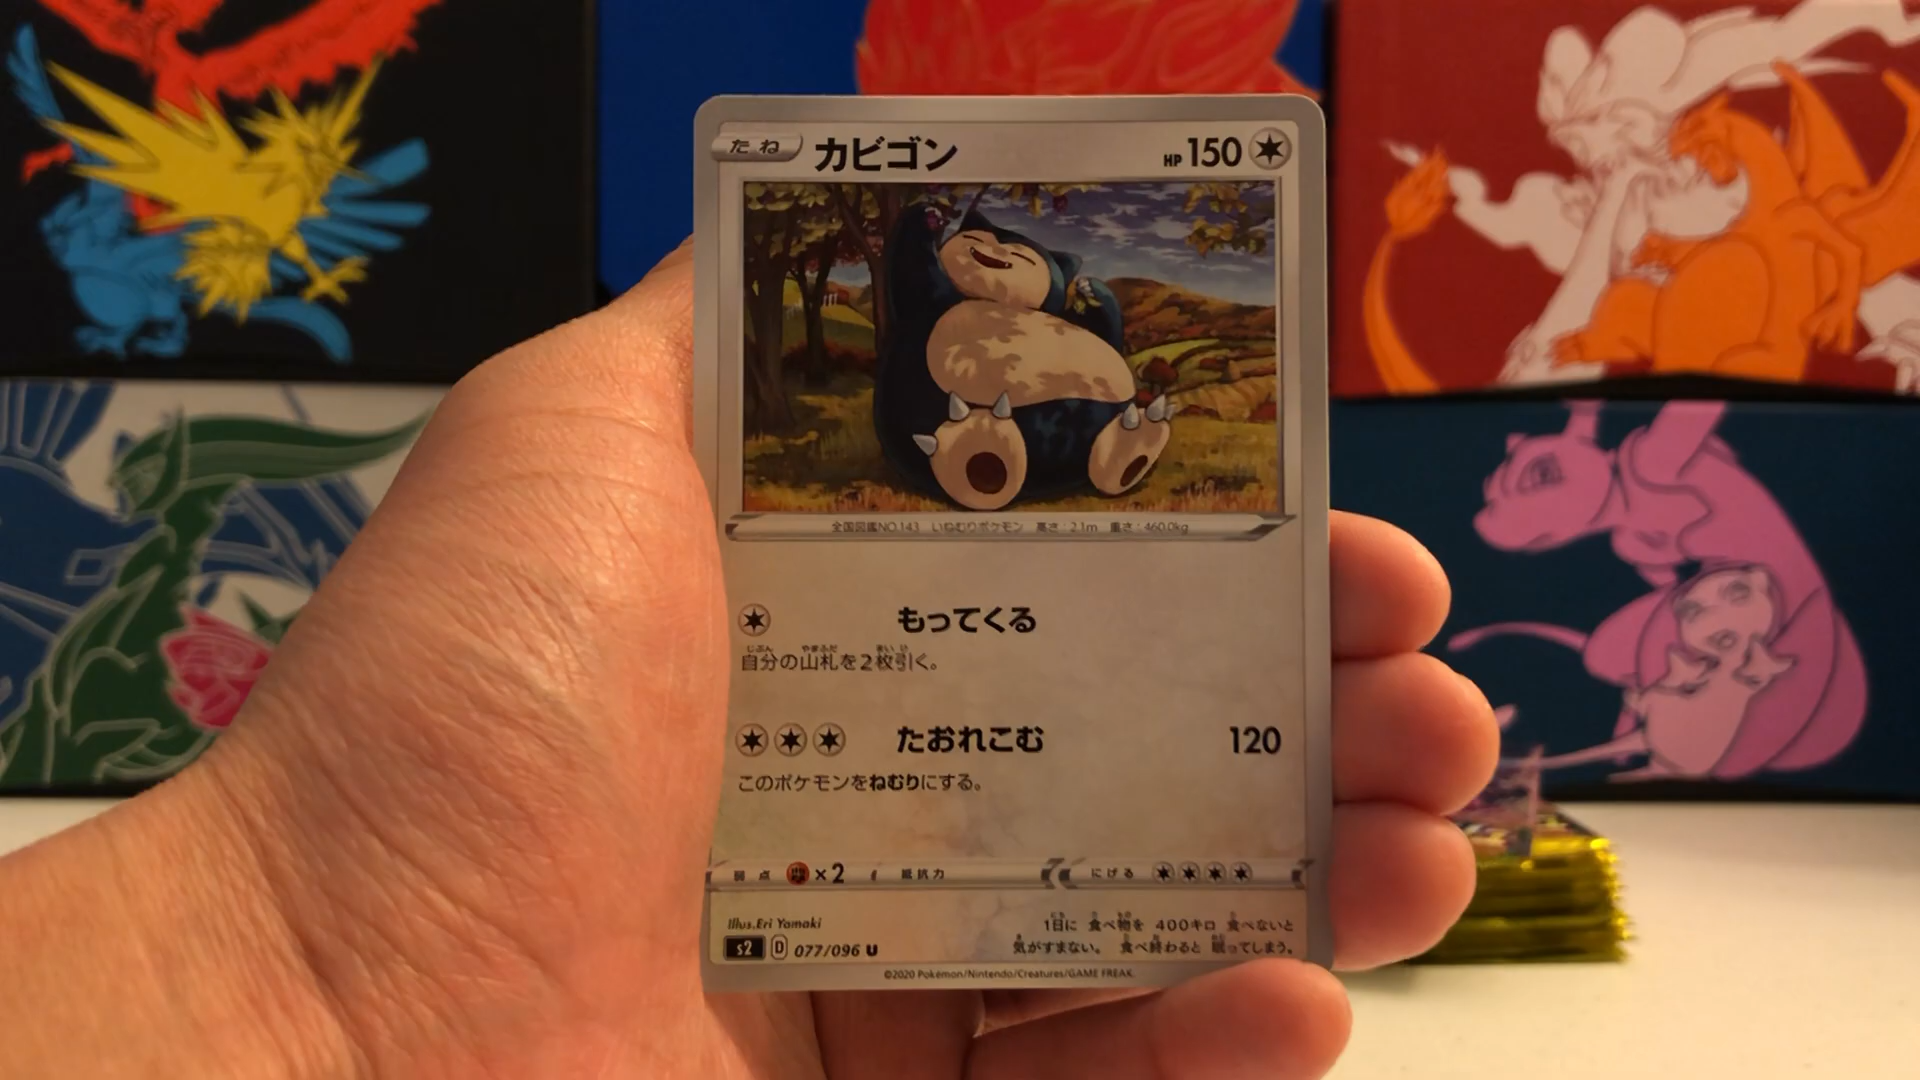 たね カビゴン HP 150
全国図鑑NO.143 いねむりポケモン 高さ:2.1m 重さ:460.0kg
もってくる
自分の山札を2枚引く。
たおれこむ 120
このポケモンをねむりにする。
弱点 ×2 抵抗力 にげる
Illus.Eri Yamaki
s2 D 077/096 U
1日に 食べ物を 400キロ 食べないと
気がすまない。 食べ終わると 眠ってしまう。
©2020 Pokémon/Nintendo/Creatures/GAME FREAK.